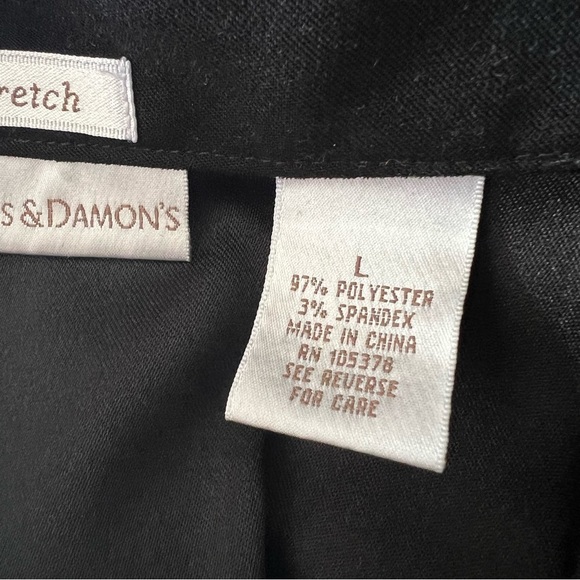 retch
S & DAMON'S
L
97% POLYESTER
3% SPANDEX
MADE IN CHINA
RN 105378
SEE REVERSE
FOR CARE